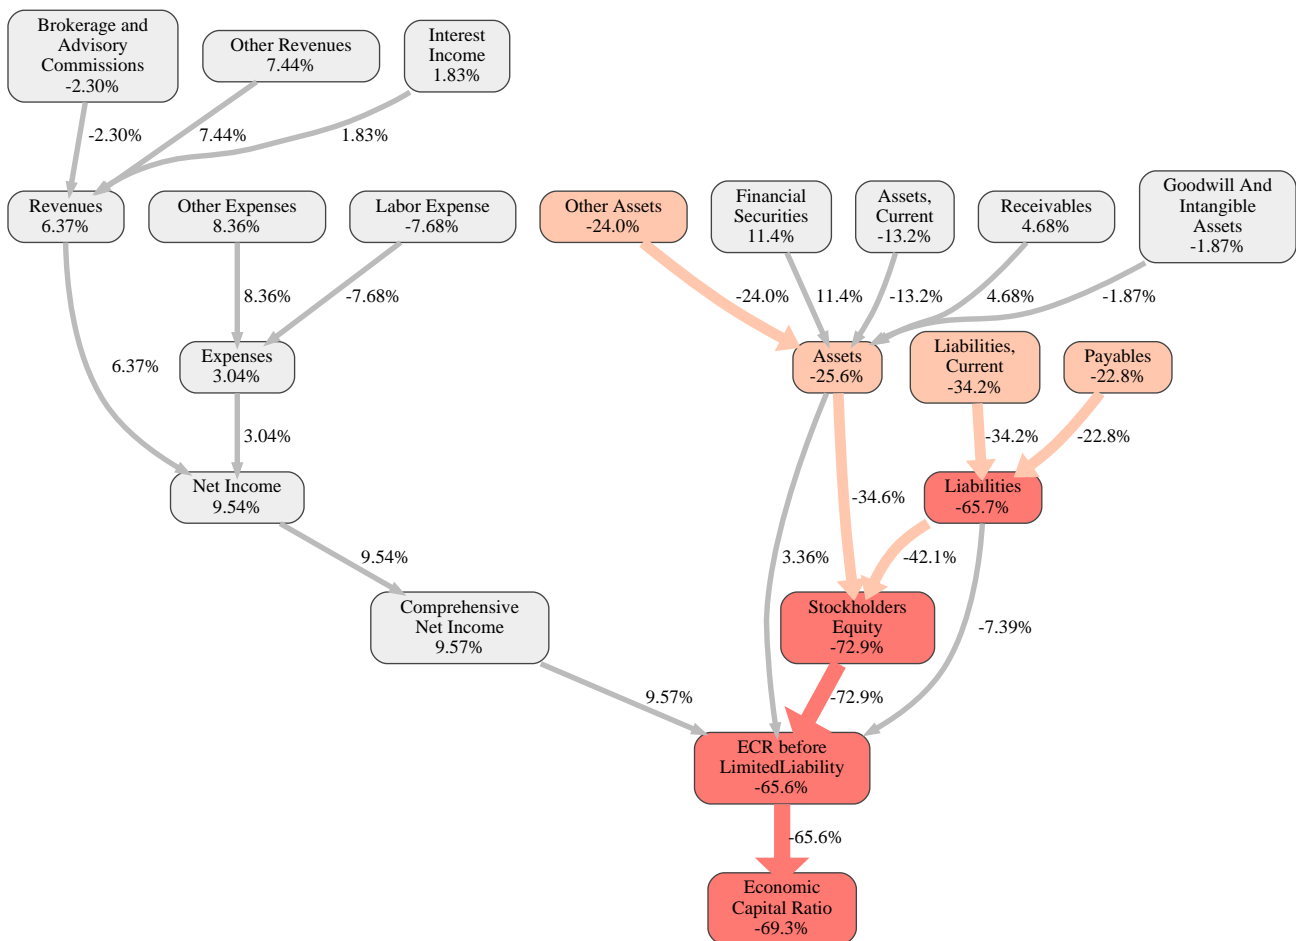 Brokerage and
Advisory
Commissions
-2.30%
Other Revenues
7.44%
Interest
Income
1.83%
-2.30%
7.44%
1.83%
Revenues
6.37%
Other Expenses
8.36%
Labor Expense
-7.68%
Other Assets
-24.0%
Financial
Securities
11.4%
Assets,
Current
-13.2%
Receivables
4.68%
Goodwill And
Intangible
Assets
-1.87%
8.36%
-7.68%
-24.0%
11.4%
-13.2%
4.68%
-1.87%
6.37%
Expenses
3.04%
Assets
-25.6%
Liabilities,
Current
-34.2%
Payables
-22.8%
3.04%
-34.2%
-22.8%
Net Income
9.54%
-34.6%
Liabilities
-65.7%
9.54%
3.36%
-42.1%
Comprehensive
Net Income
9.57%
Stockholders
Equity
-72.9%
-7.39%
9.57%
-72.9%
ECR before
LimitedLiability
-65.6%
-65.6%
Economic
Capital Ratio
-69.3%